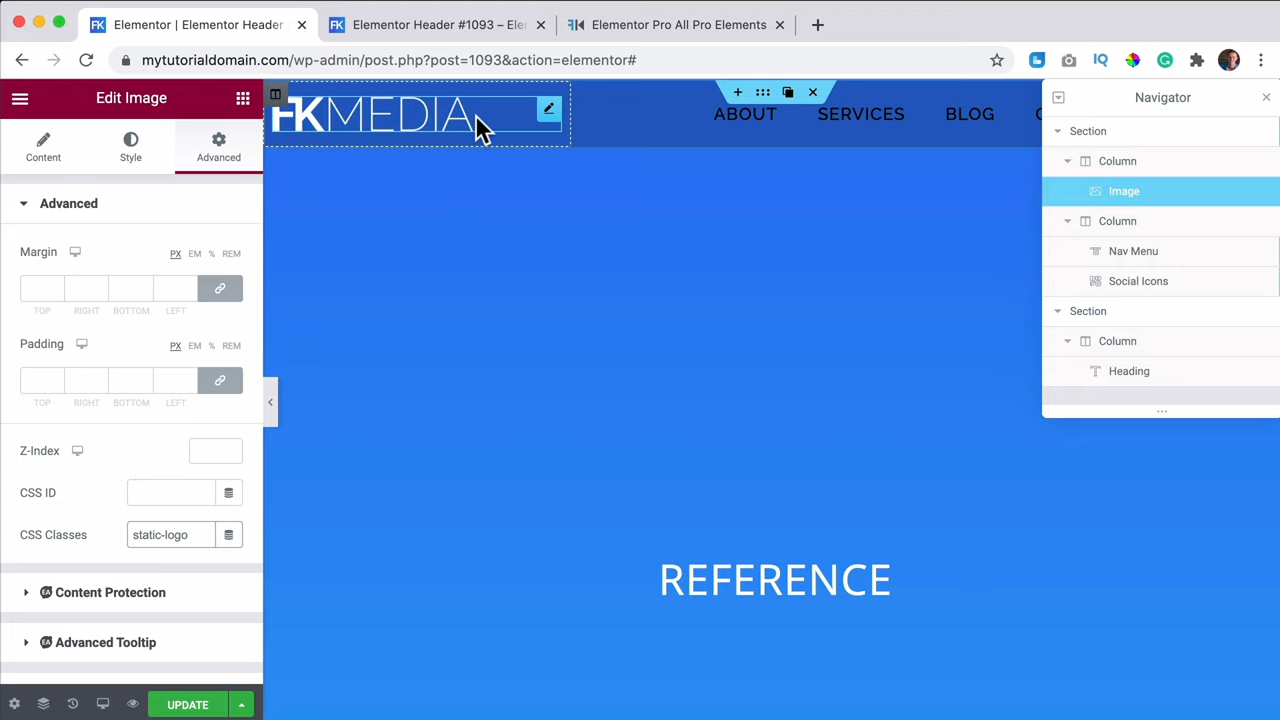 Elementor | Elementor Header
Elementor Header #1093 – Ele
Elementor Pro All Pro Elements
mytutorialdomain.com/wp-admin/post.php?post=1093&action=elementor#
Edit Image
Content
Style
Advanced
Advanced
Margin
PX EM % REM
TOP RIGHT BOTTOM LEFT
Padding
PX EM % REM
TOP RIGHT BOTTOM LEFT
Z-Index
CSS ID
CSS Classes
static-logo
EA Content Protection
EA Advanced Tooltip
UPDATE
FKMEDIA
ABOUT
SERVICES
BLOG
REFERENCE
Navigator
Section
Column
Image
Column
Nav Menu
Social Icons
Section
Column
Heading